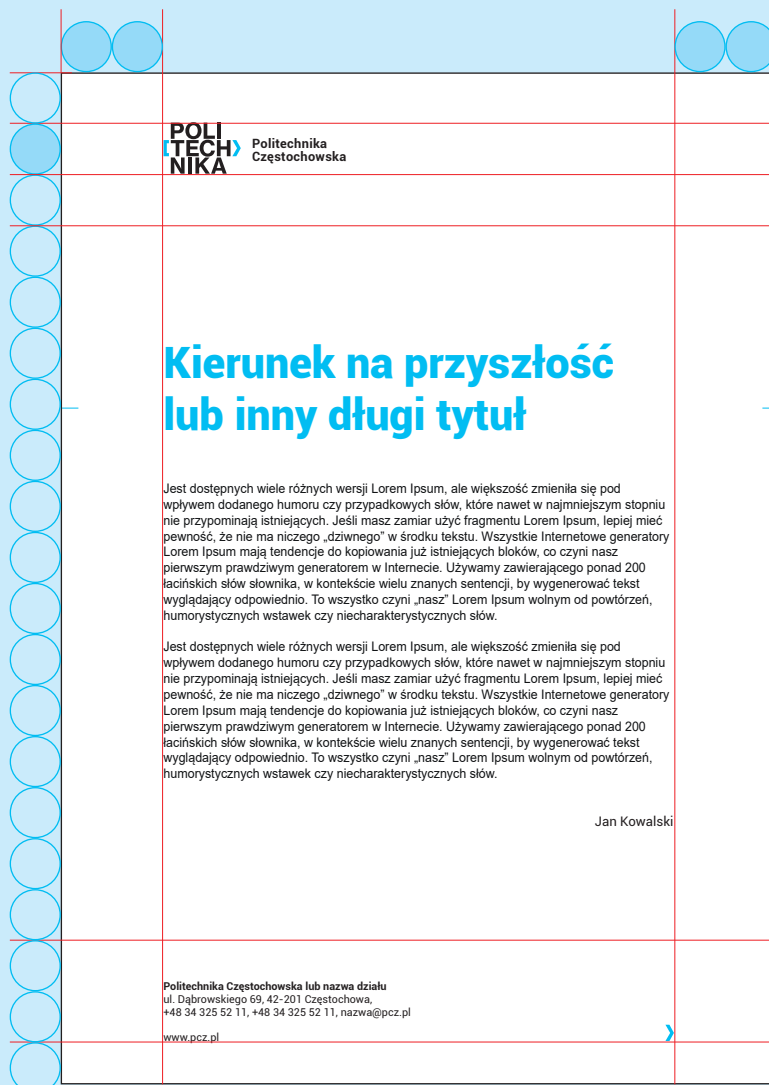 POLI
[TECH❭
NIKA
Politechnika
Częstochowska
Kierunek na przyszłość
lub inny długi tytuł
Jest dostępnych wiele różnych wersji Lorem Ipsum, ale większość zmieniła się pod
wpływem dodanego humoru czy przypadkowych słów, które nawet w najmniejszym stopniu
nie przypominają istniejących. Jeśli masz zamiar użyć fragmentu Lorem Ipsum, lepiej mieć
pewność, że nie ma niczego „dziwnego” w środku tekstu. Wszystkie Internetowe generatory
Lorem Ipsum mają tendencje do kopiowania już istniejących bloków, co czyni nasz
pierwszym prawdziwym generatorem w Internecie. Używamy zawierającego ponad 200
łacińskich słów słownika, w kontekście wielu znanych sentencji, by wygenerować tekst
wyglądający odpowiednio. To wszystko czyni „nasz” Lorem Ipsum wolnym od powtórzeń,
humorystycznych wstawek czy niecharakterystycznych słów.
Jest dostępnych wiele różnych wersji Lorem Ipsum, ale większość zmieniła się pod
wpływem dodanego humoru czy przypadkowych słów, które nawet w najmniejszym stopniu
nie przypominają istniejących. Jeśli masz zamiar użyć fragmentu Lorem Ipsum, lepiej mieć
pewność, że nie ma niczego „dziwnego” w środku tekstu. Wszystkie Internetowe generatory
Lorem Ipsum mają tendencje do kopiowania już istniejących bloków, co czyni nasz
pierwszym prawdziwym generatorem w Internecie. Używamy zawierającego ponad 200
łacińskich słów słownika, w kontekście wielu znanych sentencji, by wygenerować tekst
wyglądający odpowiednio. To wszystko czyni „nasz” Lorem Ipsum wolnym od powtórzeń,
humorystycznych wstawek czy niecharakterystycznych słów.
Jan Kowalski
Politechnika Częstochowska lub nazwa działu
ul. Dąbrowskiego 69, 42-201 Częstochowa,
+48 34 325 52 11, +48 34 325 52 11, nazwa@pcz.pl
www.pcz.pl